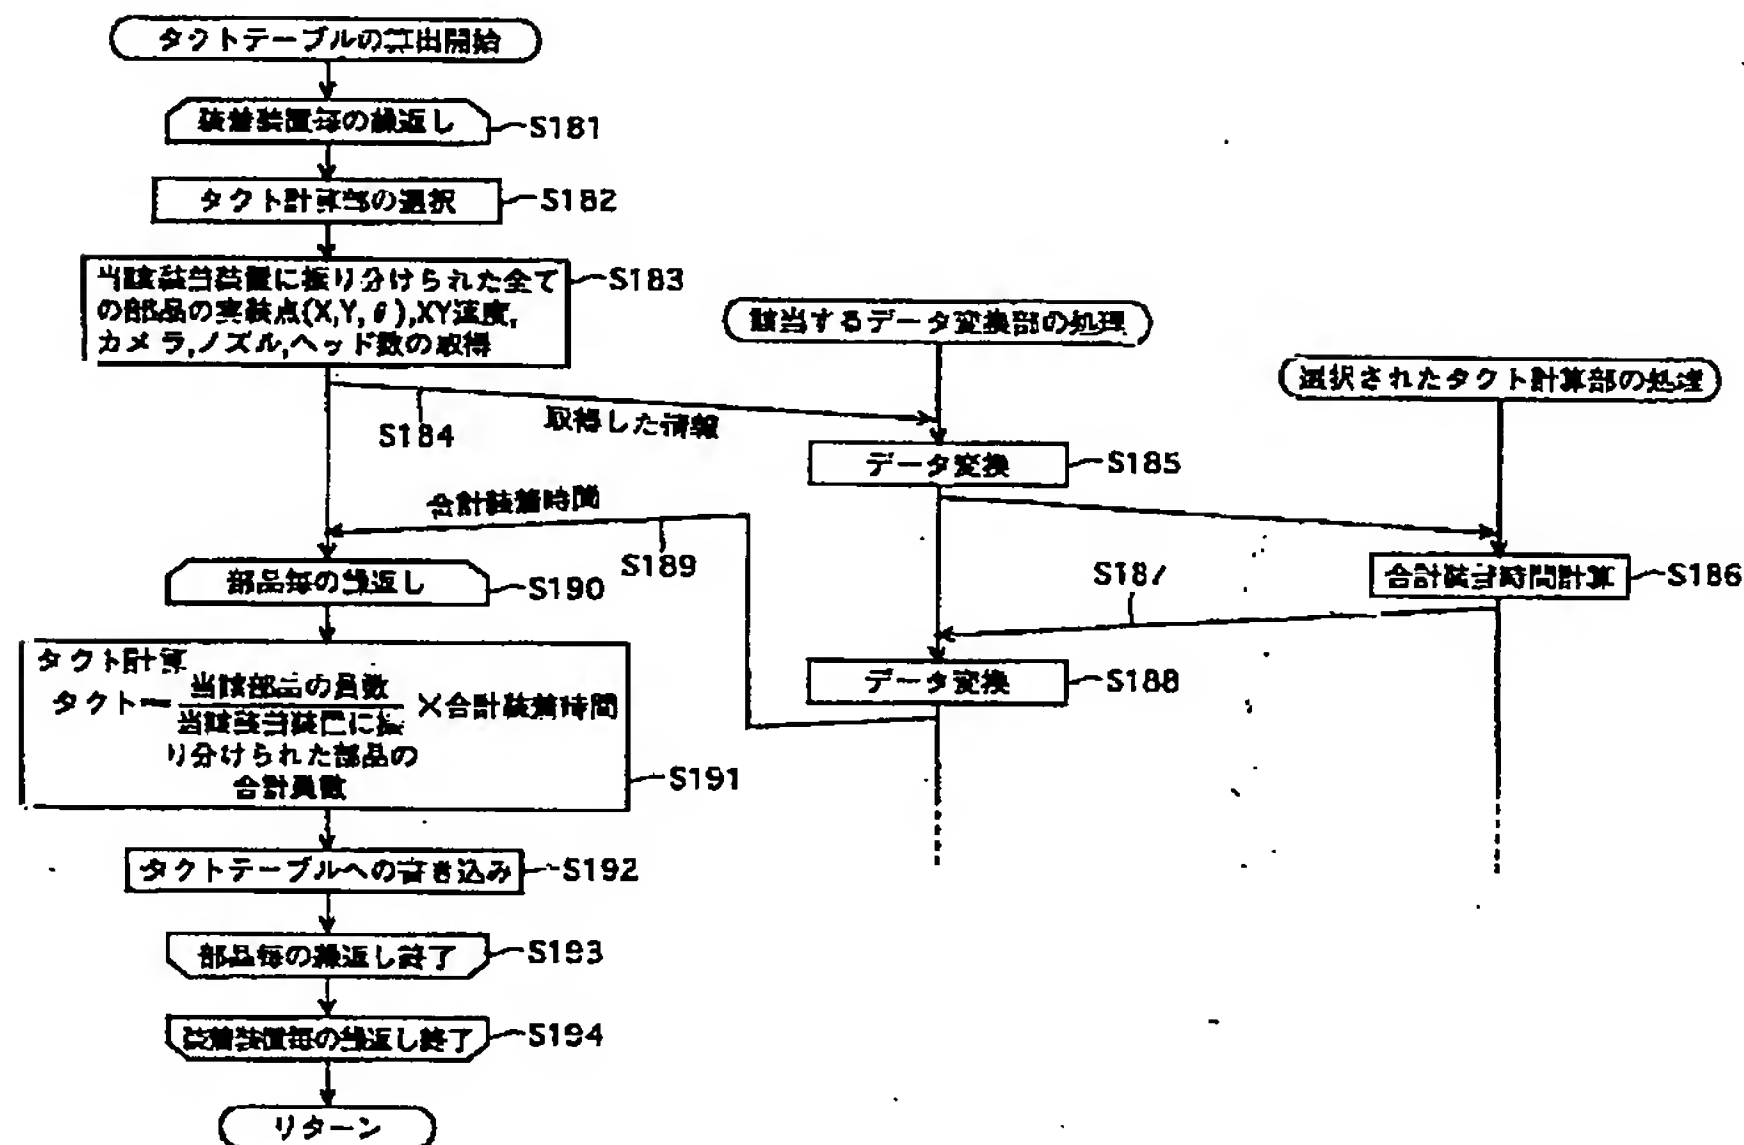 タクトテーブルの算出開始
装着装置毎の繰返し
S181
タクト計算部の選択
S182
当該装着装置に振り分けられた全て
の部品の実装点(X,Y,θ),XY速度,
カメラ,ノズル,ヘッド数の取得
S183
該当するデータ変換部の処理
選択されたタクト計算部の処理
S184
取得した情報
データ変換
S185
合計装着時間
S189
合計装着時間計算
S186
S187
部品毎の繰返し
S190
データ変換
S188
タクト計算
タクト=
当該部品の員数
×合計装着時間
当該装着装置に振
り分けられた部品の
合計員数
S191
タクトテーブルへの書き込み
S192
部品毎の繰返し終了
S193
装着装置毎の繰返し終了
S194
リターン